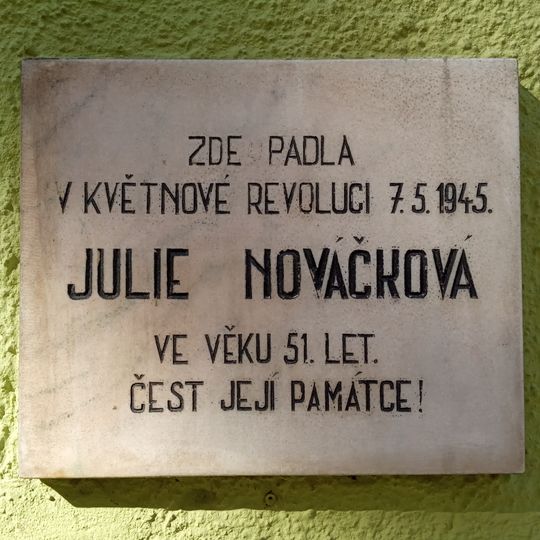 ZDE PADLA
V KVĚTNOVÉ REVOLUCI 7. 5. 1945.
JULIE NOVÁČKOVÁ
VE VĚKU 51. LET.
ČEST JEJÍ PAMÁTCE!